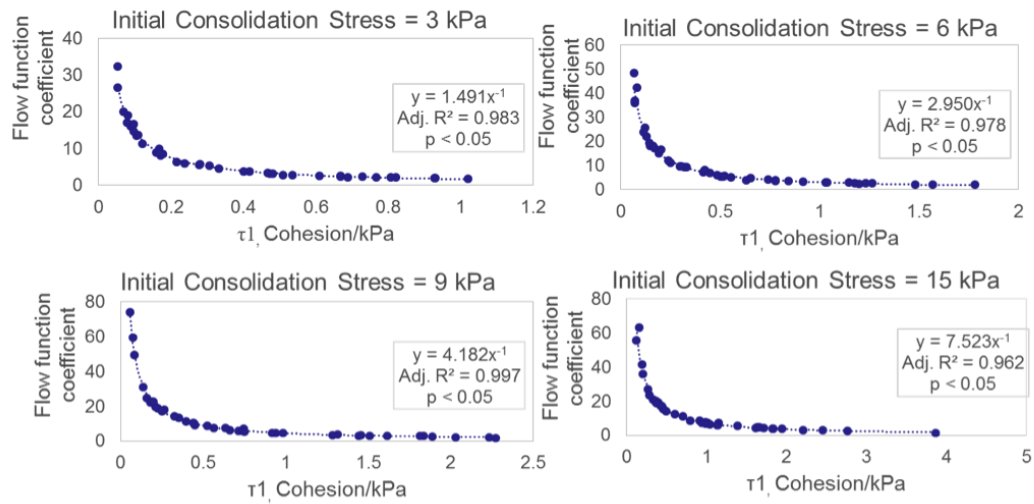 Initial Consolidation Stress = 3 kPa
Flow function
coefficient
40
30
20
10
0
0
0.2
0.4
0.6
0.8
1
1.2
y = 1.491x⁻¹
Adj. R² = 0.983
p < 0.05
τ1, Cohesion/kPa
Initial Consolidation Stress = 6 kPa
Flow function
coefficient
60
50
40
30
20
10
0
0
0.5
1
1.5
2
y = 2.950x⁻¹
Adj. R² = 0.978
p < 0.05
τ1, Cohesion/kPa
Initial Consolidation Stress = 9 kPa
Flow function
coefficient
80
60
40
20
0
0
0.5
1
1.5
2
2.5
y = 4.182x⁻¹
Adj. R² = 0.997
p < 0.05
τ1, Cohesion/kPa
Initial Consolidation Stress = 15 kPa
Flow function
coefficient
80
60
40
20
0
0
1
2
3
4
5
y = 7.523x⁻¹
Adj. R² = 0.962
p < 0.05
τ1, Cohesion/kPa